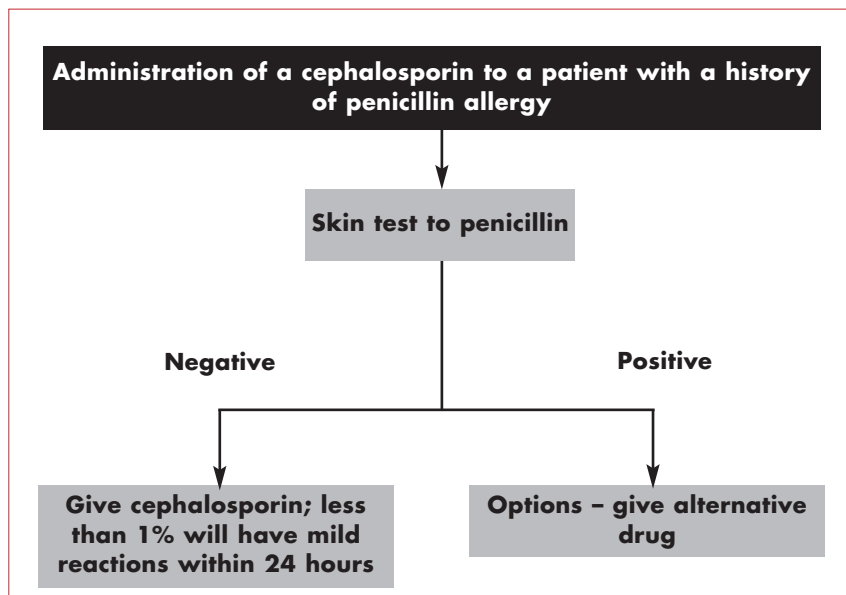 Administration of a cephalosporin to a patient with a history
of penicillin allergy
Skin test to penicillin
Negative
Positive
Give cephalosporin; less
than 1% will have mild
reactions within 24 hours
Options – give alternative
drug